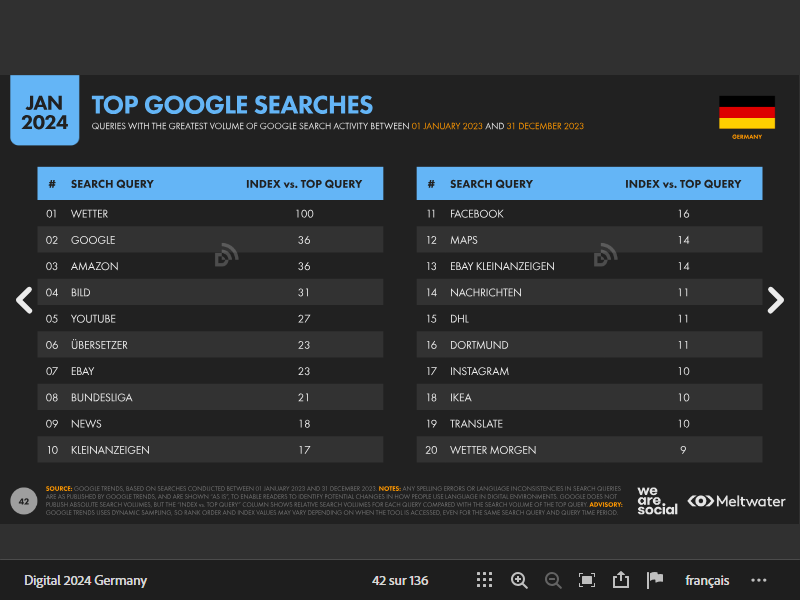 JAN
2024
TOP GOOGLE SEARCHES
QUERIES WITH THE GREATEST VOLUME OF GOOGLE SEARCH ACTIVITY BETWEEN 01 JANUARY 2023 AND 31 DECEMBER 2023
GERMANY
# SEARCH QUERY INDEX vs. TOP QUERY
01 WETTER 100
02 GOOGLE 36
03 AMAZON 36
04 BILD 31
05 YOUTUBE 27
06 ÜBERSETZER 23
07 EBAY 23
08 BUNDESLIGA 21
09 NEWS 18
10 KLEINANZEIGEN 17
# SEARCH QUERY INDEX vs. TOP QUERY
11 FACEBOOK 16
12 MAPS 14
13 EBAY KLEINANZEIGEN 14
14 NACHRICHTEN 11
15 DHL 11
16 DORTMUND 11
17 INSTAGRAM 10
18 IKEA 10
19 TRANSLATE 10
20 WETTER MORGEN 9
42
SOURCE: GOOGLE TRENDS, BASED ON SEARCHES CONDUCTED BETWEEN 01 JANUARY 2023 AND 31 DECEMBER 2023. NOTES: ANY SPELLING ERRORS OR LANGUAGE INCONSISTENCIES IN SEARCH QUERIES
ARE AS PUBLISHED BY GOOGLE TRENDS, AND ARE SHOWN "AS IS", TO ENABLE READERS TO IDENTIFY POTENTIAL CHANGES IN HOW PEOPLE USE LANGUAGE IN DIGITAL ENVIRONMENTS. GOOGLE DOES NOT
PUBLISH ABSOLUTE SEARCH VOLUMES, BUT THE "INDEX vs. TOP QUERY" COLUMN SHOWS RELATIVE SEARCH VOLUMES FOR EACH QUERY COMPARED WITH THE SEARCH VOLUME OF THE TOP QUERY. ADVISORY:
GOOGLE TRENDS USES DYNAMIC SAMPLING, SO RANK ORDER AND INDEX VALUES MAY VARY DEPENDING ON WHEN THE TOOL IS ACCESSED, EVEN FOR THE SAME SEARCH QUERY AND QUERY TIME PERIOD.
we
are.
social
Meltwater
Digital 2024 Germany
42 sur 136
français